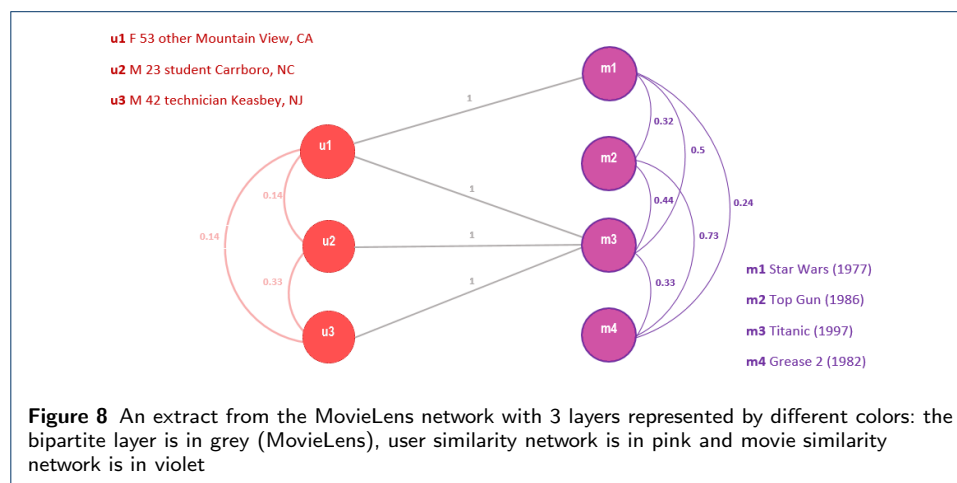 u1 F 53 other Mountain View, CA
u2 M 23 student Carrboro, NC
u3 M 42 technician Keasbey, NJ
m1
1
0.32
u1
0.5
m2
1
0.14
0.44
0.24
0.14
u2
1
m3
0.73
0.33
1
0.33
m1 Star Wars (1977)
m2 Top Gun (1986)
u3
m4
m3 Titanic (1997)
m4 Grease 2 (1982)
Figure 8 An extract from the MovieLens network with 3 layers represented by different colors: the
bipartite layer is in grey (MovieLens), user similarity network is in pink and movie similarity
network is in violet